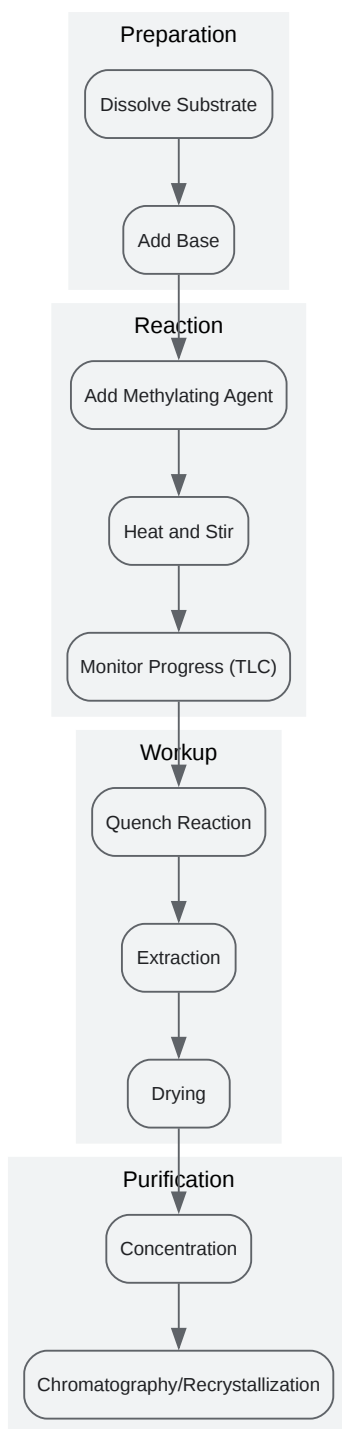 Preparation
Dissolve Substrate
Add Base
Reaction
Add Methylating Agent
Heat and Stir
Monitor Progress (TLC)
Workup
Quench Reaction
Extraction
Drying
Purification
Concentration
Chromatography/Recrystallization